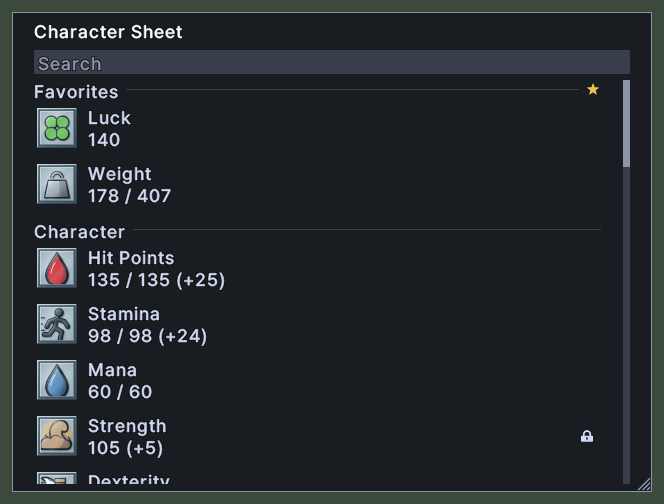 Character Sheet
Search
Favorites
Luck
140
Weight
178 / 407
Character
Hit Points
135 / 135 (+25)
Stamina
98 / 98 (+24)
Mana
60 / 60
Strength
105 (+5)
Dexterity